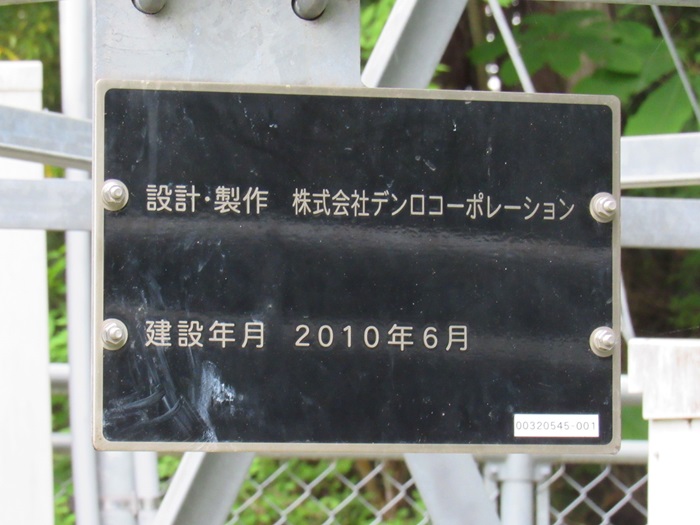 設計・製作　株式会社デンロコーポレーション
建設年月　2010年6月
00320545-001